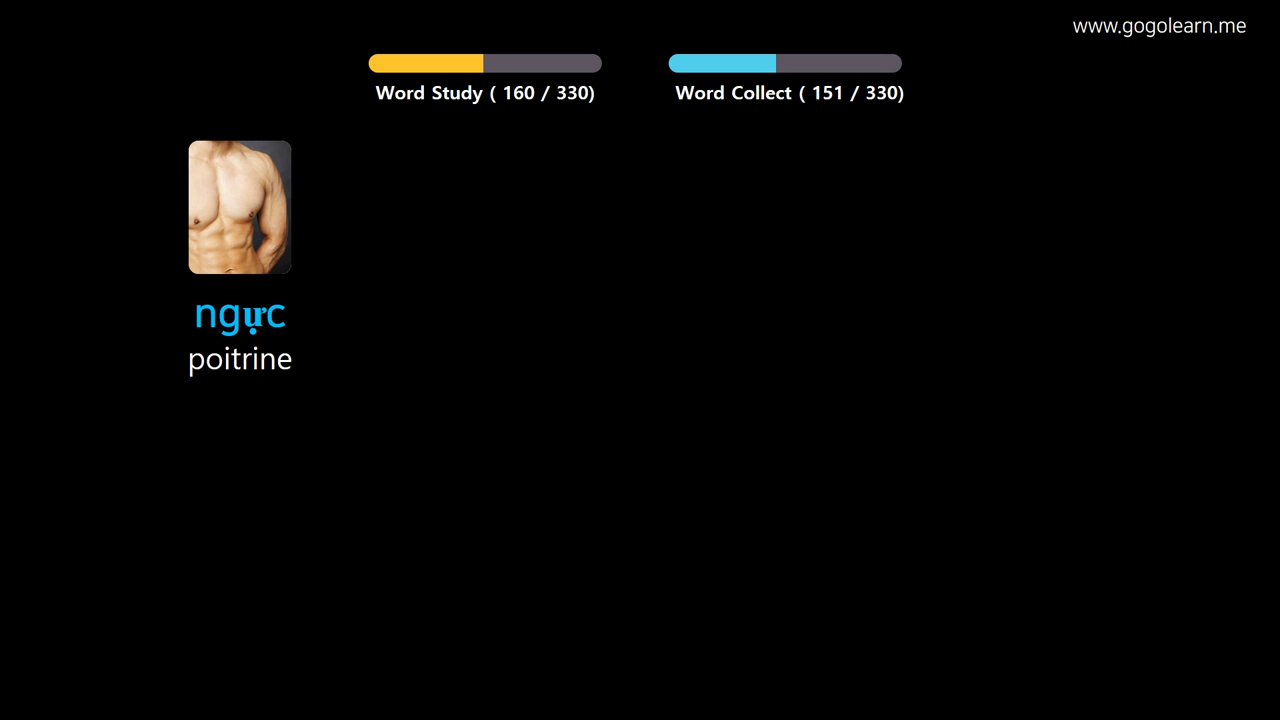 www.gogolearn.me
Word Study ( 160 / 330)
Word Collect ( 151 / 330)
ngực
poitrine